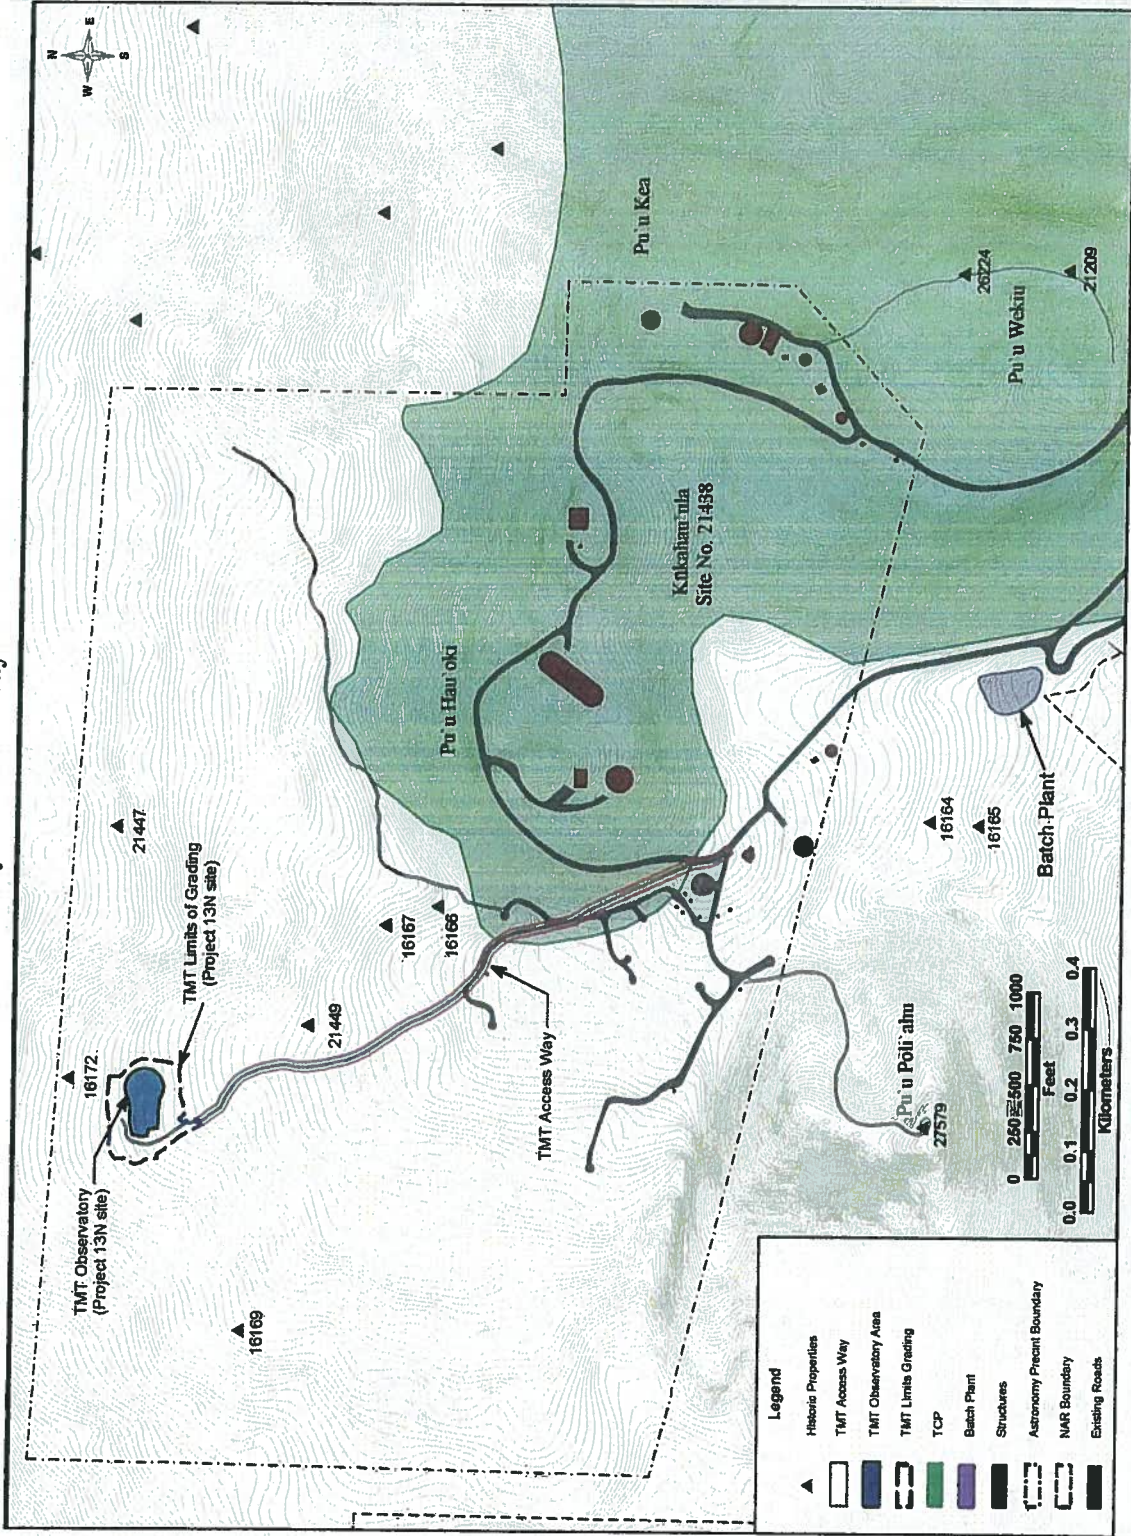 N
W
E
S
TMT Observatory
(Project 13N site)
16172
21447
TMT Limits of Grading
(Project 13N site)
16169
21449
16167
16166
TMT Access Way
Pu`u Hau`oki
Kūkahau`ula
Site No. 21438
Pu`u Kea
26224
21209
Pu`u Wekiu
16164
16165
Batch Plant
Pu`u Poli`ahu
27579
0
250
500
750
1000
Feet
0.0
0.1
0.2
0.3
0.4
Kilometers
Legend
Historic Properties
TMT Access Way
TMT Observatory Area
TMT Limits Grading
TCP
Batch Plant
Structures
Astronomy Precint Boundary
NAR Boundary
Existing Roads